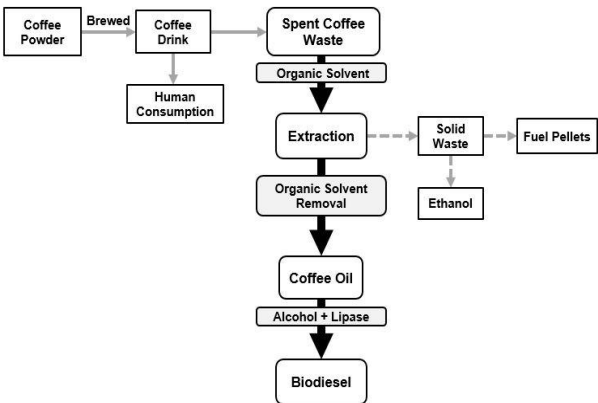 Coffee
Powder
Brewed
Coffee
Drink
Spent Coffee
Waste
Human
Consumption
Organic Solvent
Extraction
Solid
Waste
Fuel Pellets
Ethanol
Organic Solvent
Removal
Coffee Oil
Alcohol + Lipase
Biodiesel